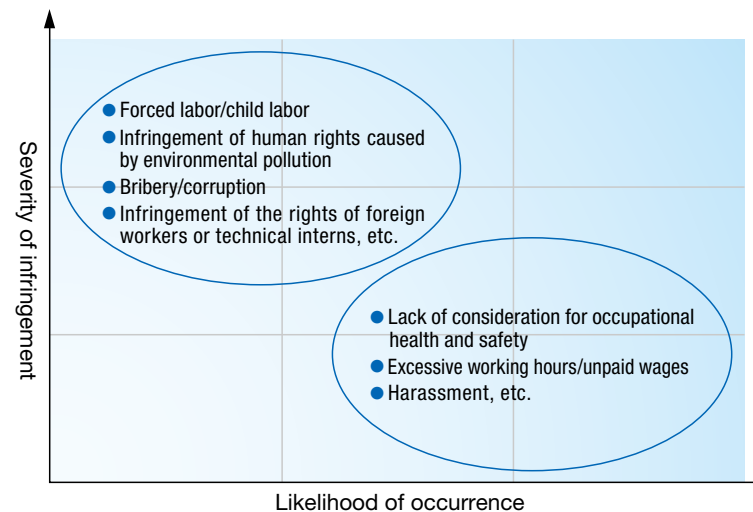 Severity of infringement
● Forced labor/child labor
● Infringement of human rights caused
by environmental pollution
● Bribery/corruption
● Infringement of the rights of foreign
workers or technical interns, etc.
● Lack of consideration for occupational
health and safety
● Excessive working hours/unpaid wages
● Harassment, etc.
Likelihood of occurrence